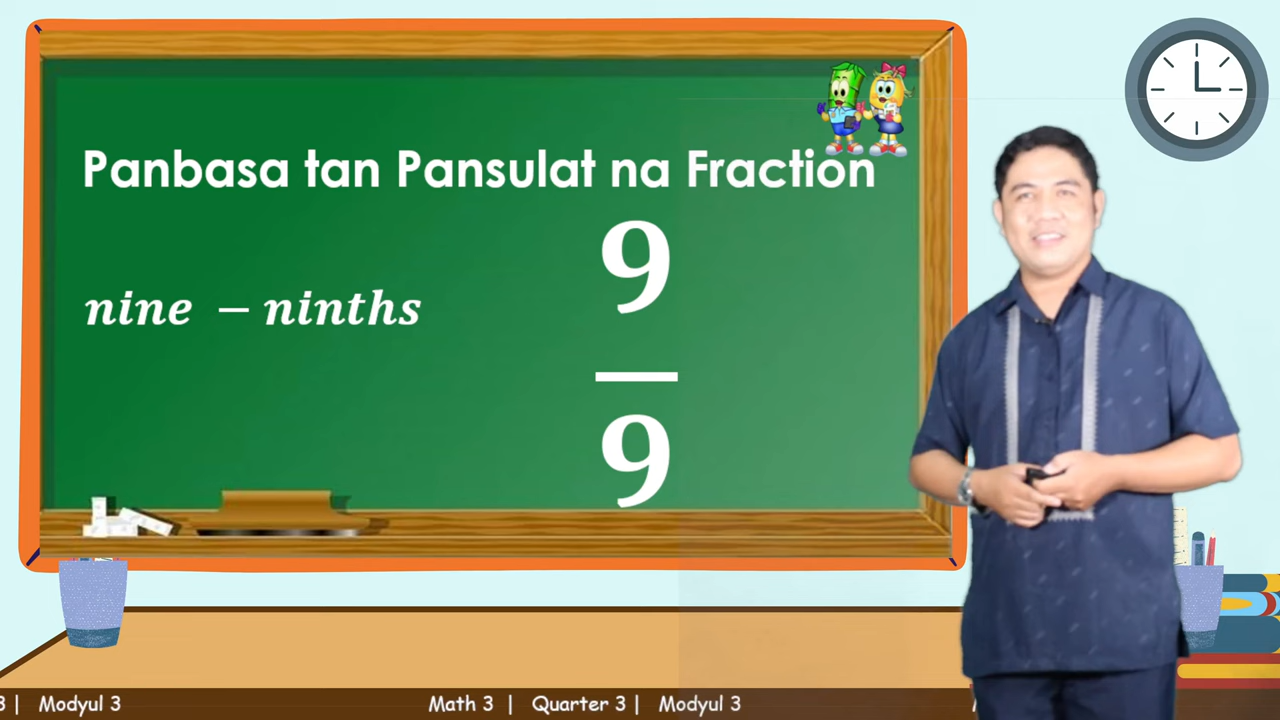 Panbasa tan Pansulat na Fraction
nine – ninths
9
9
3 | Modyul 3
Math 3 | Quarter 3 | Modyul 3